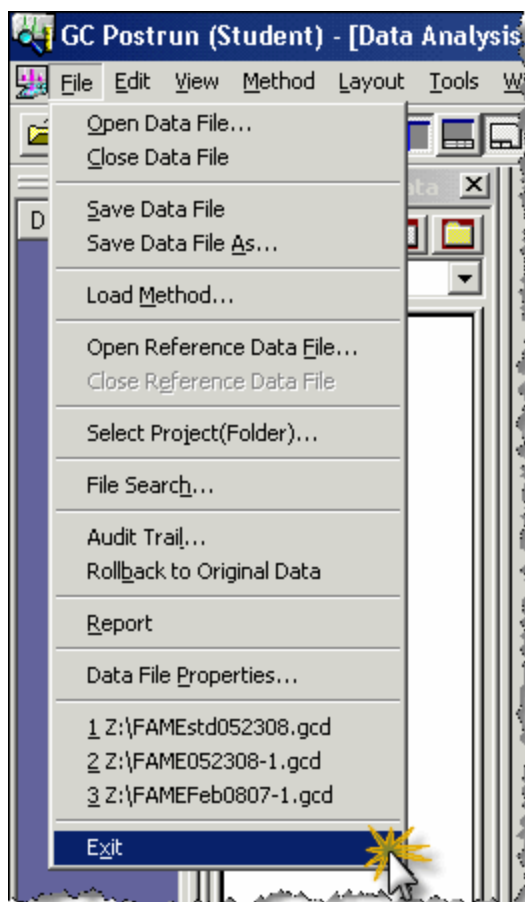 GC Postrun (Student) - [Data Analysis
File Edit View Method Layout Tools W
Open Data File...
Close Data File
Save Data File
Save Data File As...
Load Method...
Open Reference Data File...
Close Reference Data File
Select Project(Folder)...
File Search...
Audit Trail...
Rollback to Original Data
Report
Data File Properties...
1 Z:\FAMEstd052308.gcd
2 Z:\FAME052308-1.gcd
3 Z:\FAMEFeb0807-1.gcd
Exit
ta
D